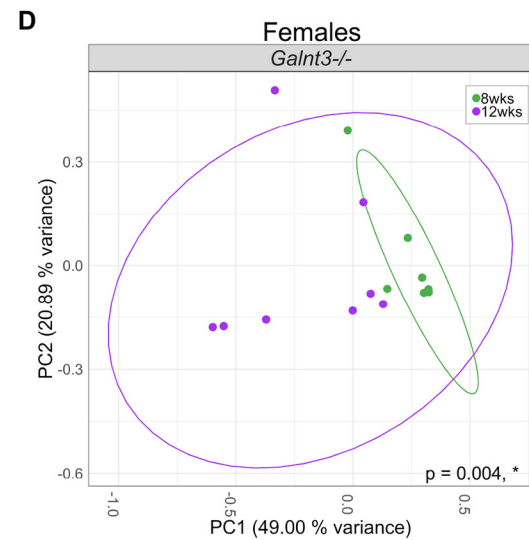 D
Females
Galnt3-/-
8wks
12wks
PC2 (20.89 % variance)
0.3
0.0
-0.3
-0.6
p = 0.004, *
-1.0
-0.5
0.0
0.5
PC1 (49.00 % variance)